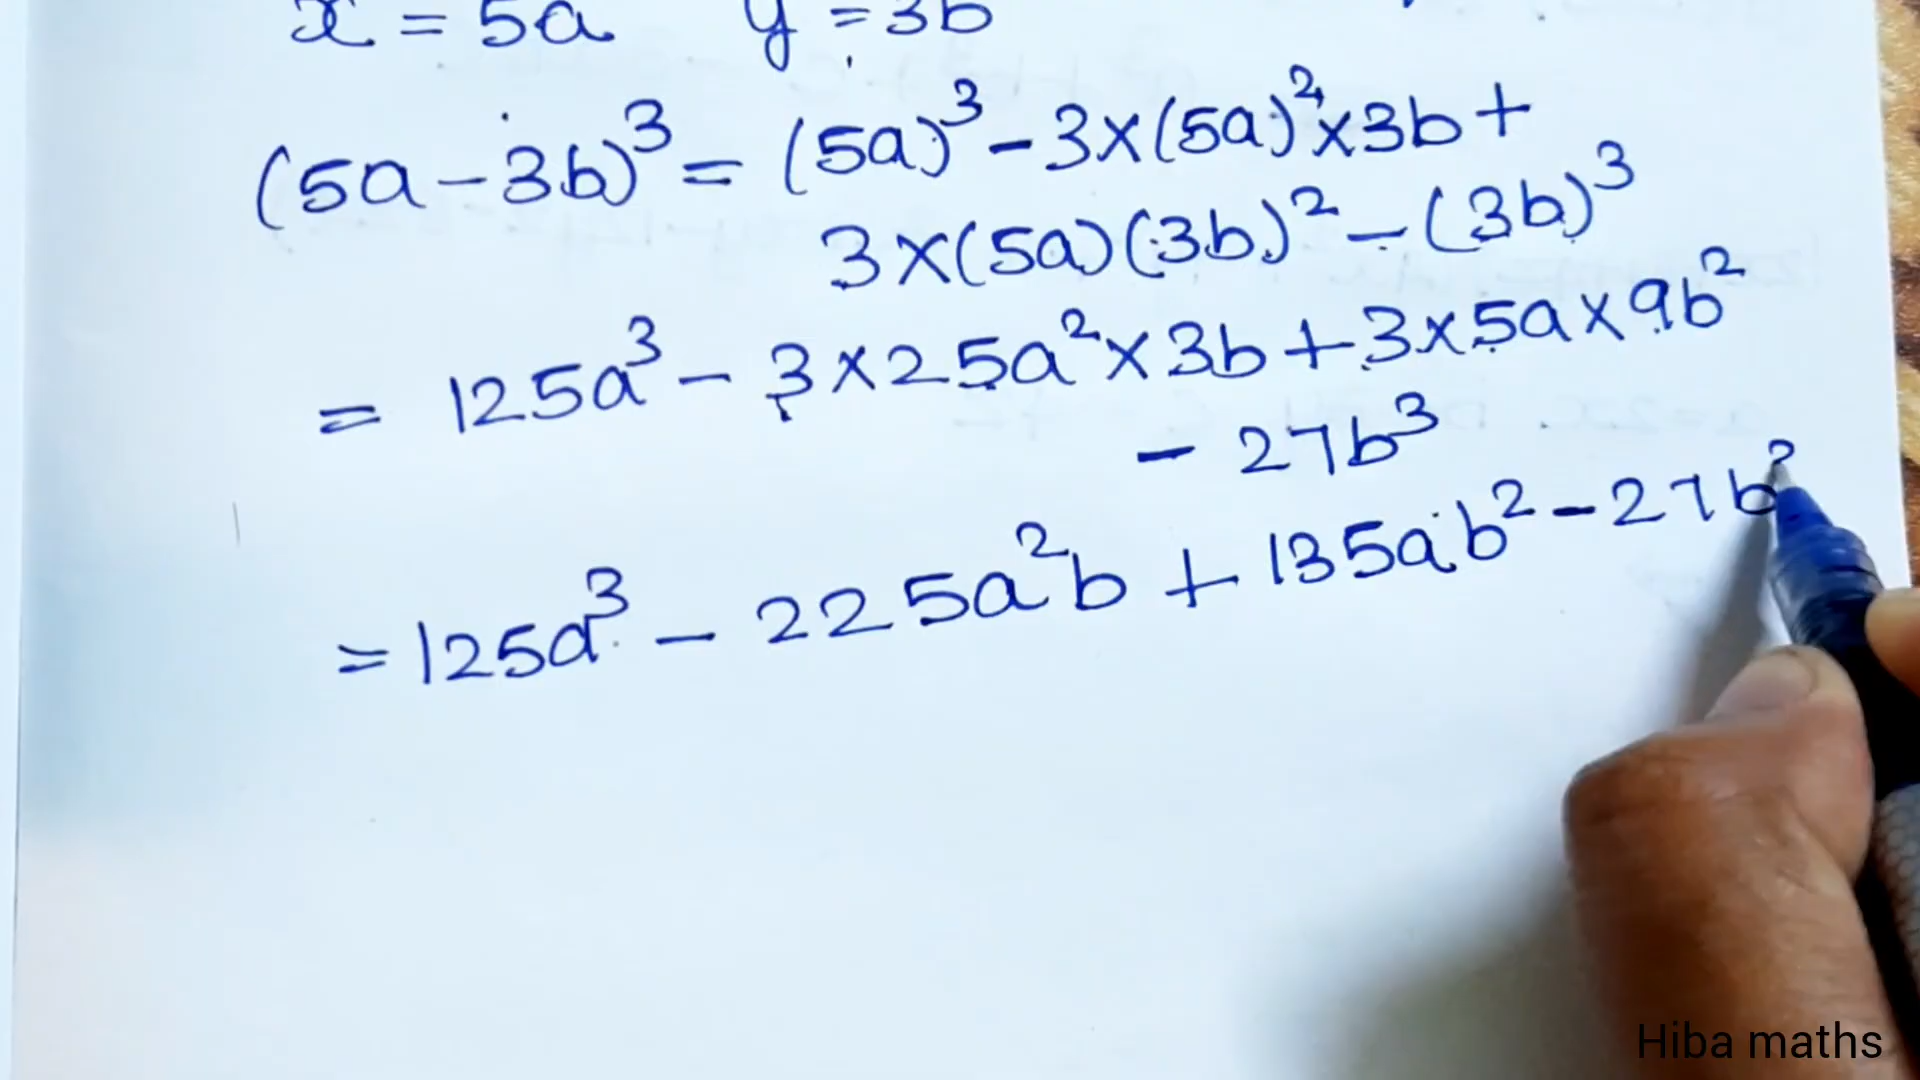 x = 5a y = 3b
(5a-3b)³ = (5a)³ - 3×(5a)²×3b +
3×(5a)(3b)² - (3b)³
= 125a³ - 3×25a²×3b + 3×5a×9b²
- 27b³
= 125a³ - 225a²b + 135ab² - 27b³
Hiba maths